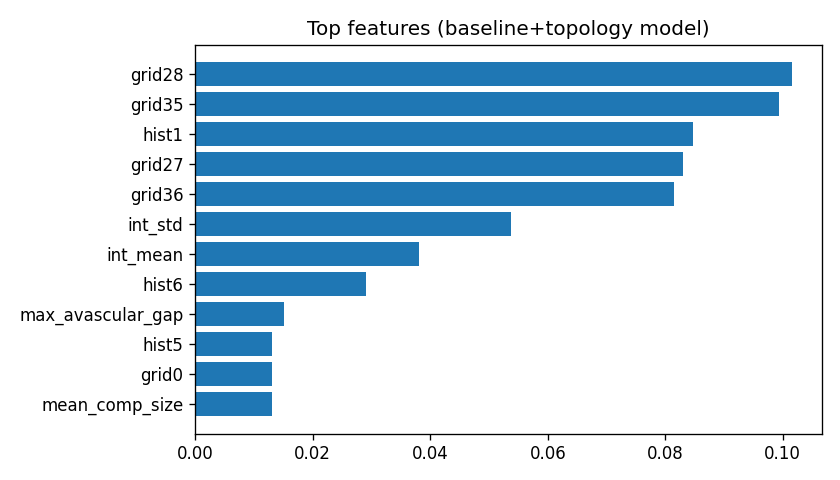 Top features (baseline+topology model)
grid28
grid35
hist1
grid27
grid36
int_std
int_mean
hist6
max_avascular_gap
hist5
grid0
mean_comp_size
0.00 0.02 0.04 0.06 0.08 0.10